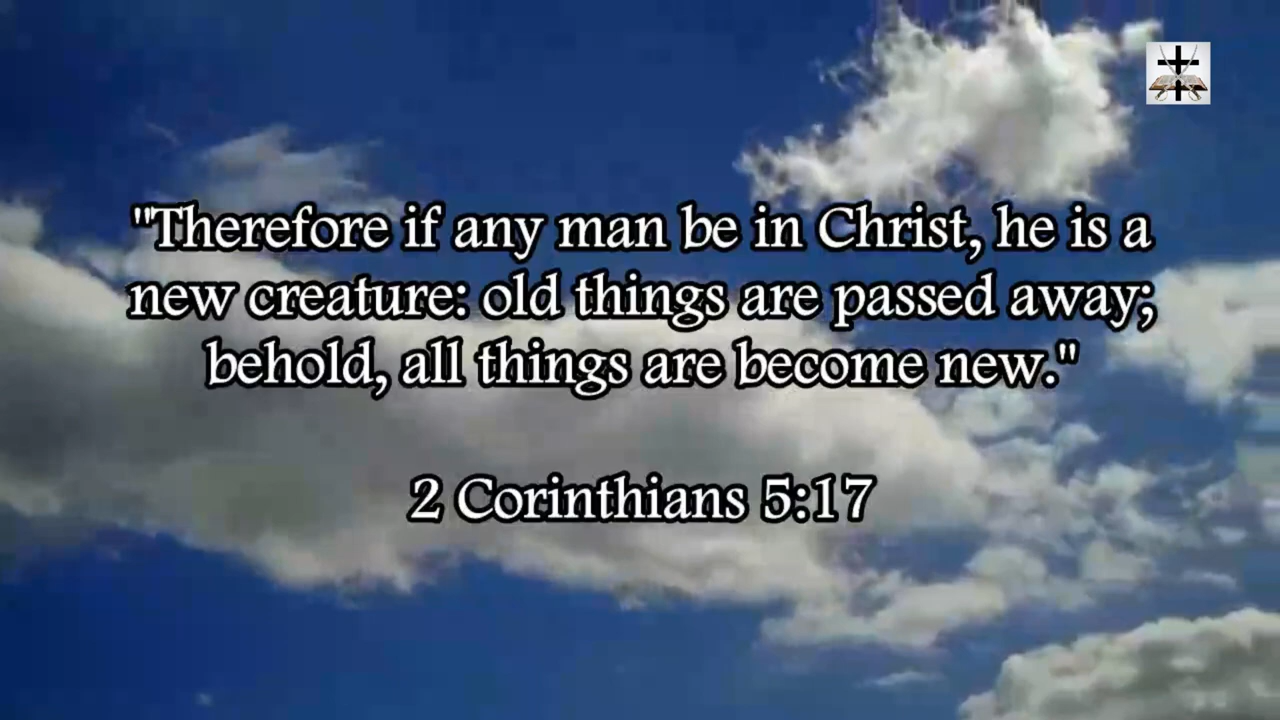 "Therefore if any man be in Christ, he is a
new creature: old things are passed away;
behold, all things are become new."
2 Corinthians 5:17